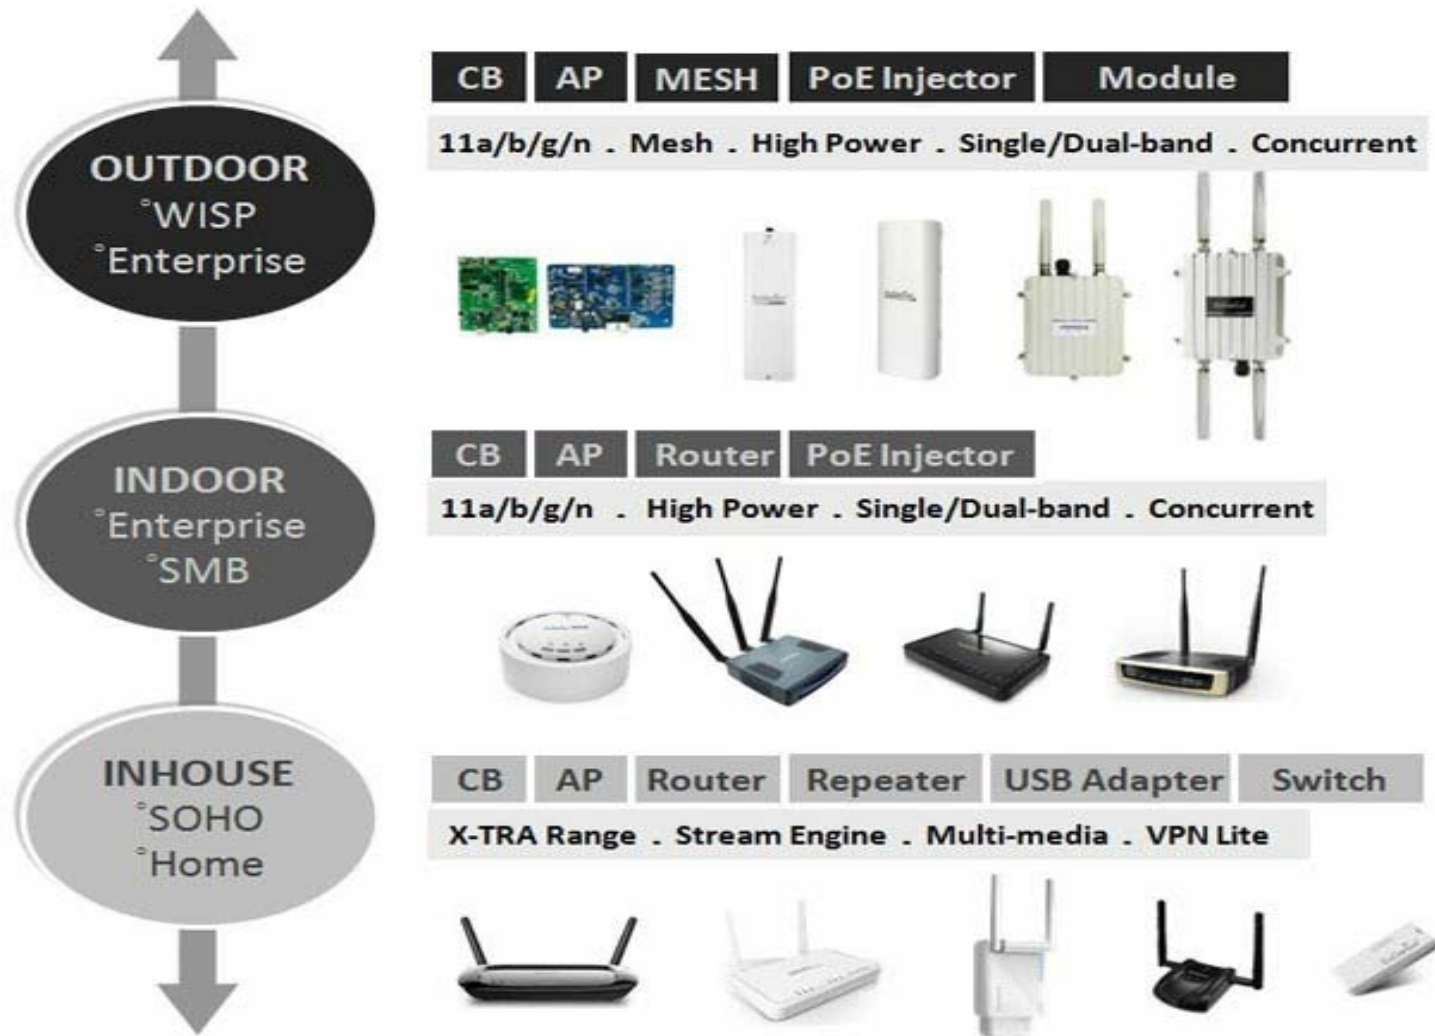 OUTDOOR
°WISP
°Enterprise
CB AP MESH PoE Injector Module
11a/b/g/n . Mesh . High Power . Single/Dual-band . Concurrent
INDOOR
°Enterprise
°SMB
CB AP Router PoE Injector
11a/b/g/n . High Power . Single/Dual-band . Concurrent
INHOUSE
°SOHO
°Home
CB AP Router Repeater USB Adapter Switch
X-TRA Range . Stream Engine . Multi-media . VPN Lite